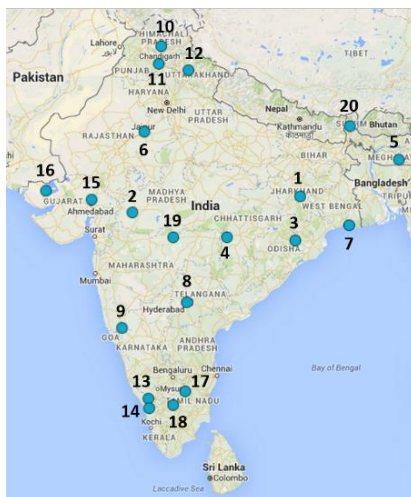 10
HIMACHAL
PRADESH
Lahore
Chandigarh
12
PUNJAB
11
UTTARAKHAND
TIBET
Pakistan
HARYANA
New Delhi
Nepal
20
UTTAR
PRADESH
Kathmandu
Bhutan
5
Jaipur
RAJASTHAN
6
BIHAR
MEGH
Bangladesh
16
15
1
JHARKHAND
GUJARAT
2
MADHYA
PRADESH
India
WEST BENGAL
Ahmedabad
19
CHHATTISGARH
3
Surat
4
ODISHA
7
MAHARASHTRA
Mumbai
8
TELANGANA
9
Hyderabad
GOA
KARNATAKA
ANDHRA
PRADESH
Bay of Bengal
Bengaluru
Chennai
13
17
14
TAMIL NADU
Kochi
18
KERALA
Sri Lanka
Colombo
Laccadive Sea